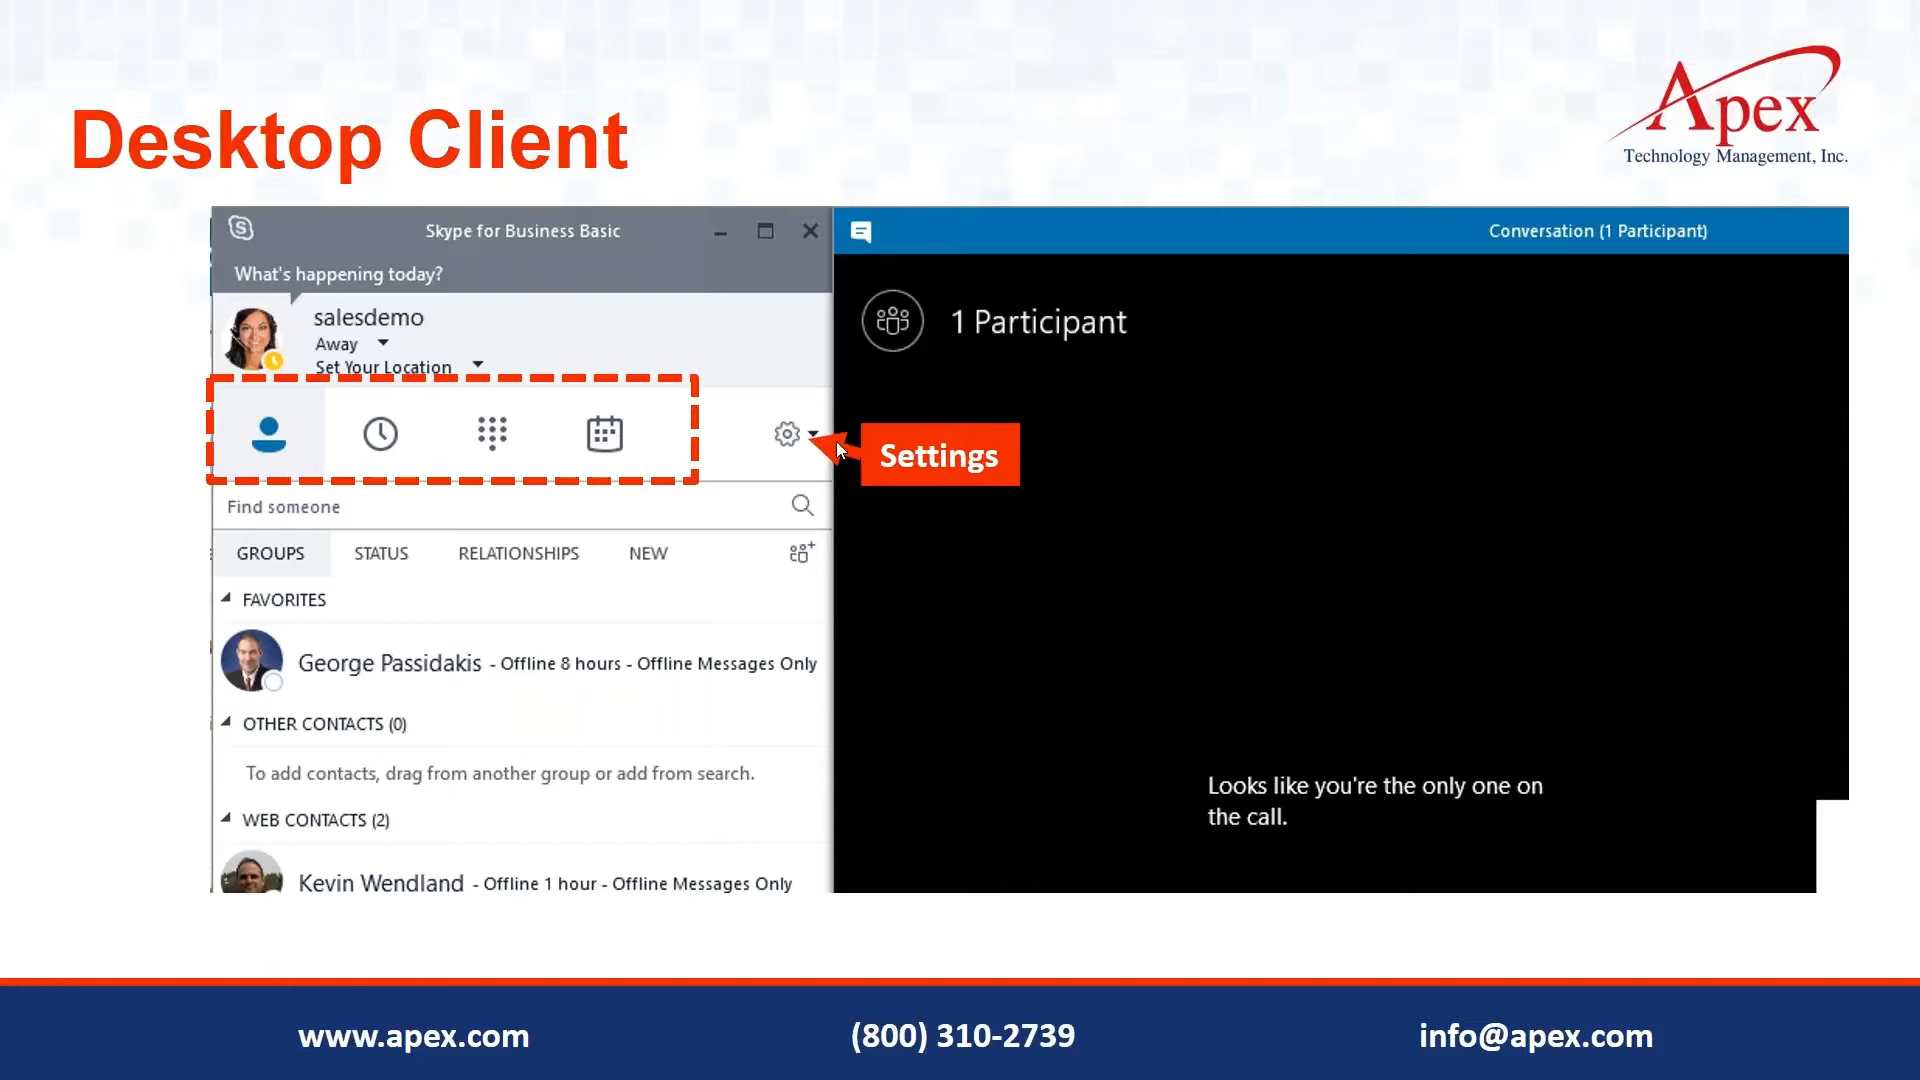 Desktop Client
Apex
Technology Management, Inc.
Skype for Business Basic
What's happening today?
salesdemo
Away
Set Your Location
Settings
Find someone
GROUPS STATUS RELATIONSHIPS NEW
FAVORITES
George Passidakis - Offline 8 hours - Offline Messages Only
OTHER CONTACTS (0)
To add contacts, drag from another group or add from search.
WEB CONTACTS (2)
Kevin Wendland - Offline 1 hour - Offline Messages Only
Conversation (1 Participant)
1 Participant
Looks like you're the only one on
the call.
www.apex.com
(800) 310-2739
info@apex.com